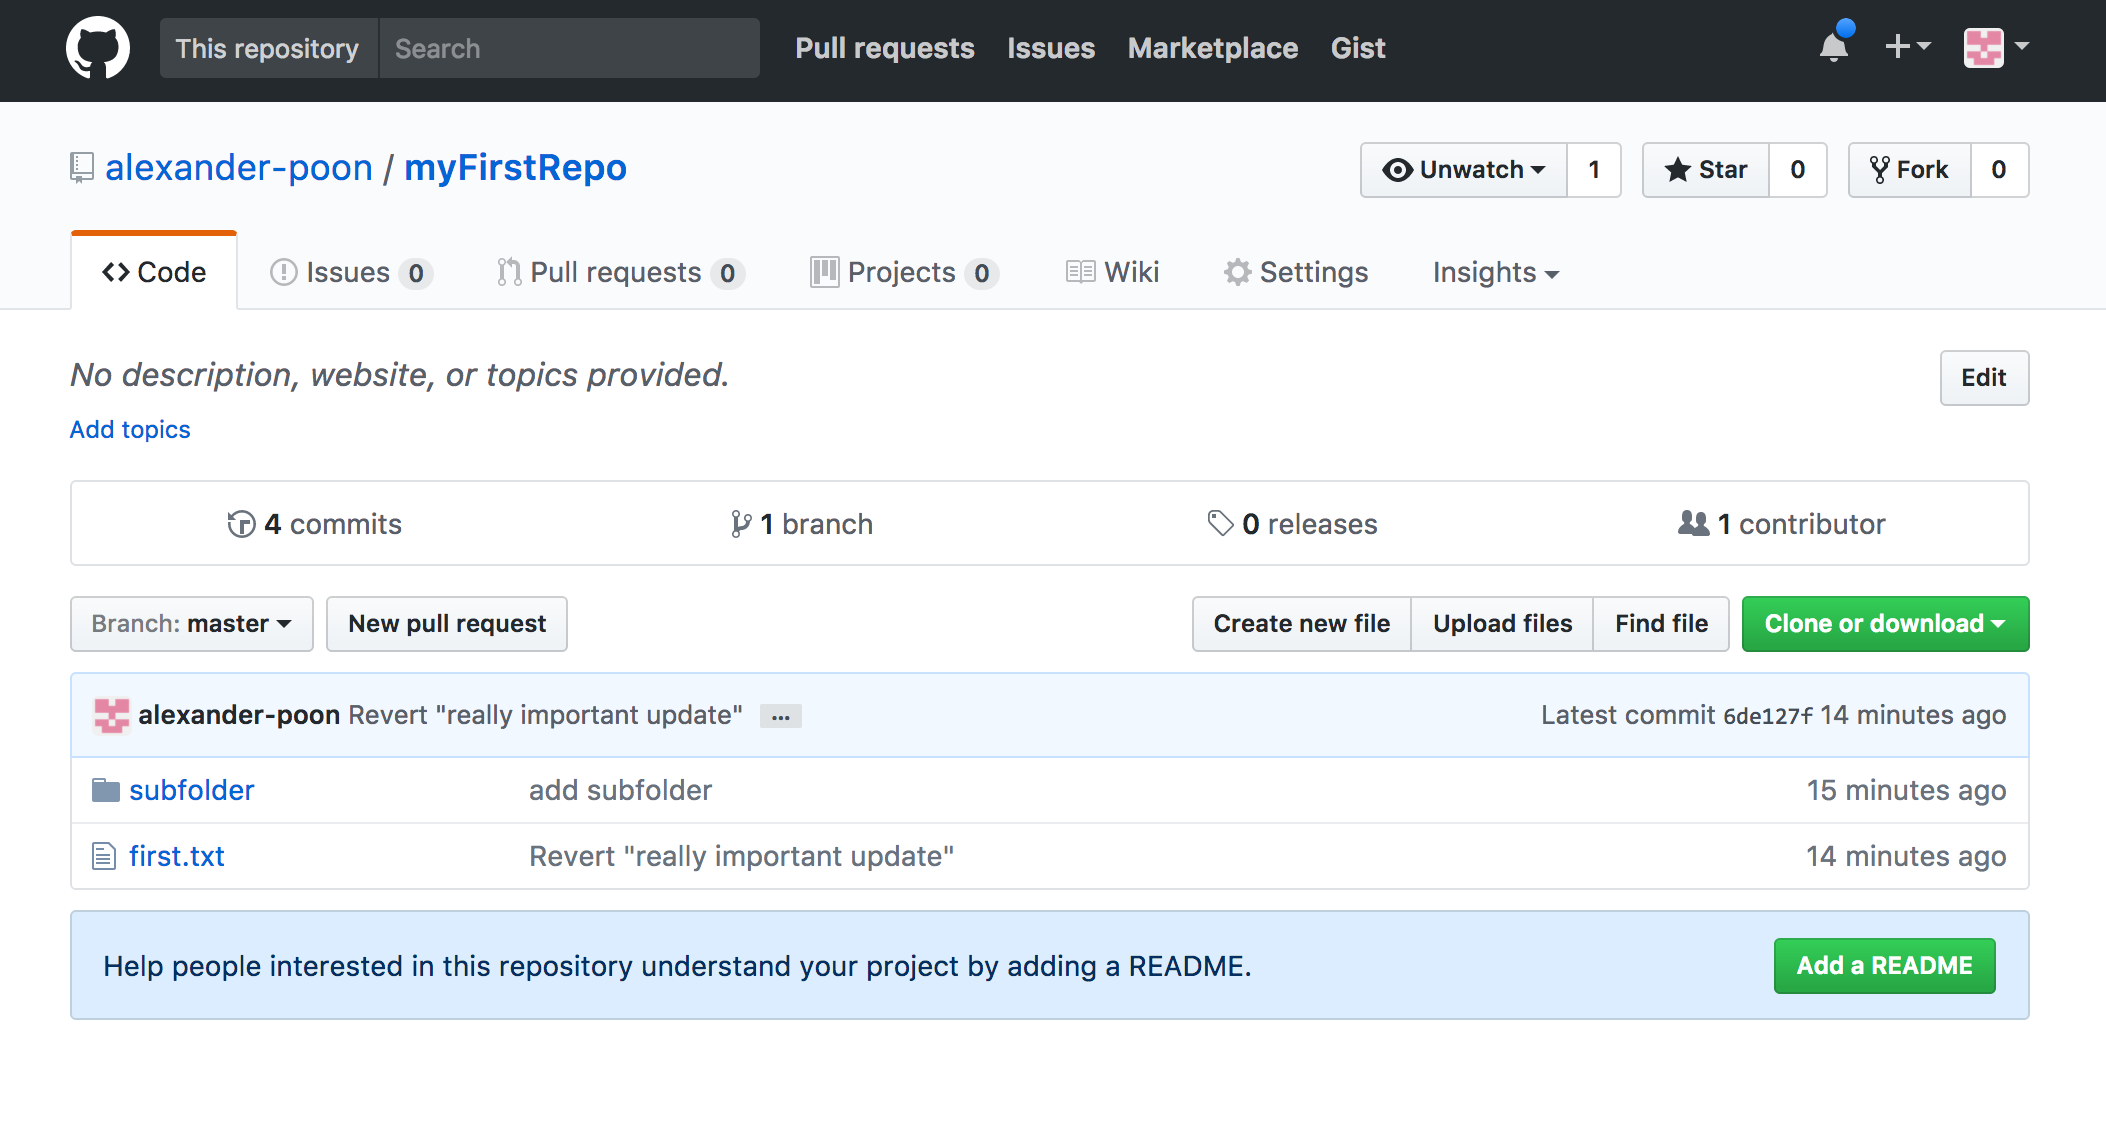 This repository Search Pull requests Issues Marketplace Gist
alexander-poon / myFirstRepo Unwatch 1 Star 0 Fork 0
Code Issues 0 Pull requests 0 Projects 0 Wiki Settings Insights
No description, website, or topics provided. Edit
Add topics
4 commits 1 branch 0 releases 1 contributor
Branch: master New pull request Create new file Upload files Find file Clone or download
alexander-poon Revert "really important update" ... Latest commit 6de127f 14 minutes ago
subfolder add subfolder 15 minutes ago
first.txt Revert "really important update" 14 minutes ago
Help people interested in this repository understand your project by adding a README. Add a README